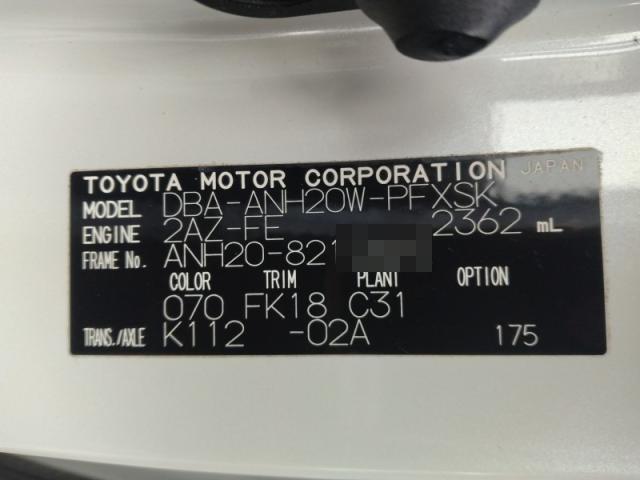 TOYOTA MOTOR CORPORATION JAPAN
MODEL DBA-ANH20W-PFXSK
ENGINE 2AZ-FE 2362 mL
FRAME No. ANH20-821
COLOR TRIM PLANT OPTION
070 FK18 C31
TRANS./AXLE K112 -02A 175